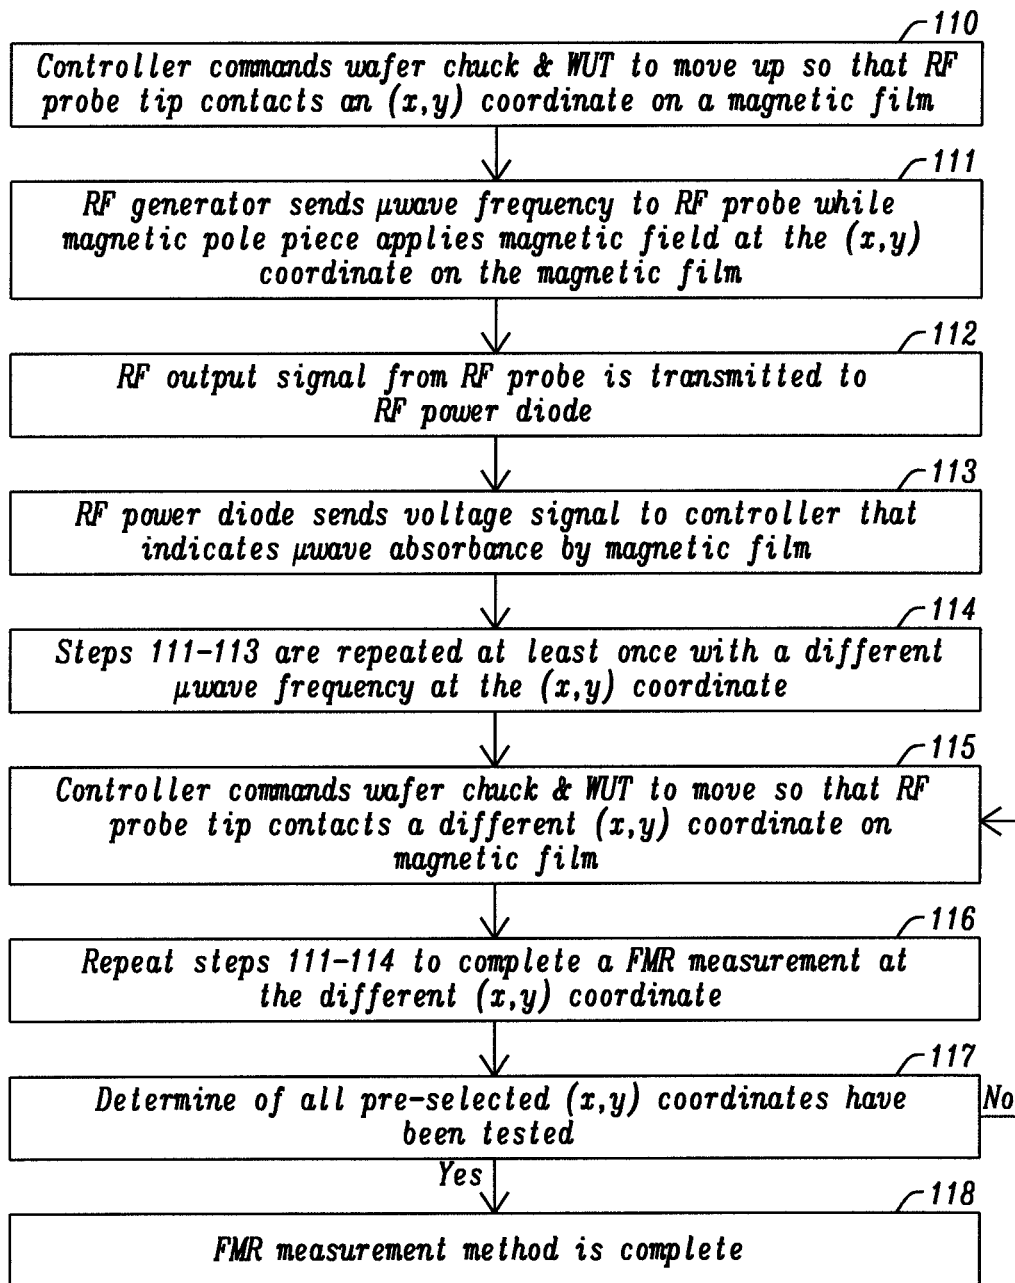 110
Controller commands wafer chuck & WUT to move up so that RF
probe tip contacts an (x,y) coordinate on a magnetic film
111
RF generator sends μwave frequency to RF probe while
magnetic pole piece applies magnetic field at the (x,y)
coordinate on the magnetic film
112
RF output signal from RF probe is transmitted to
RF power diode
113
RF power diode sends voltage signal to controller that
indicates μwave absorbance by magnetic film
114
Steps 111-113 are repeated at least once with a different
μwave frequency at the (x,y) coordinate
115
Controller commands wafer chuck & WUT to move so that RF
probe tip contacts a different (x,y) coordinate on
magnetic film
116
Repeat steps 111-114 to complete a FMR measurement at
the different (x,y) coordinate
117
Determine of all pre-selected (x,y) coordinates have
been tested
No
Yes
118
FMR measurement method is complete